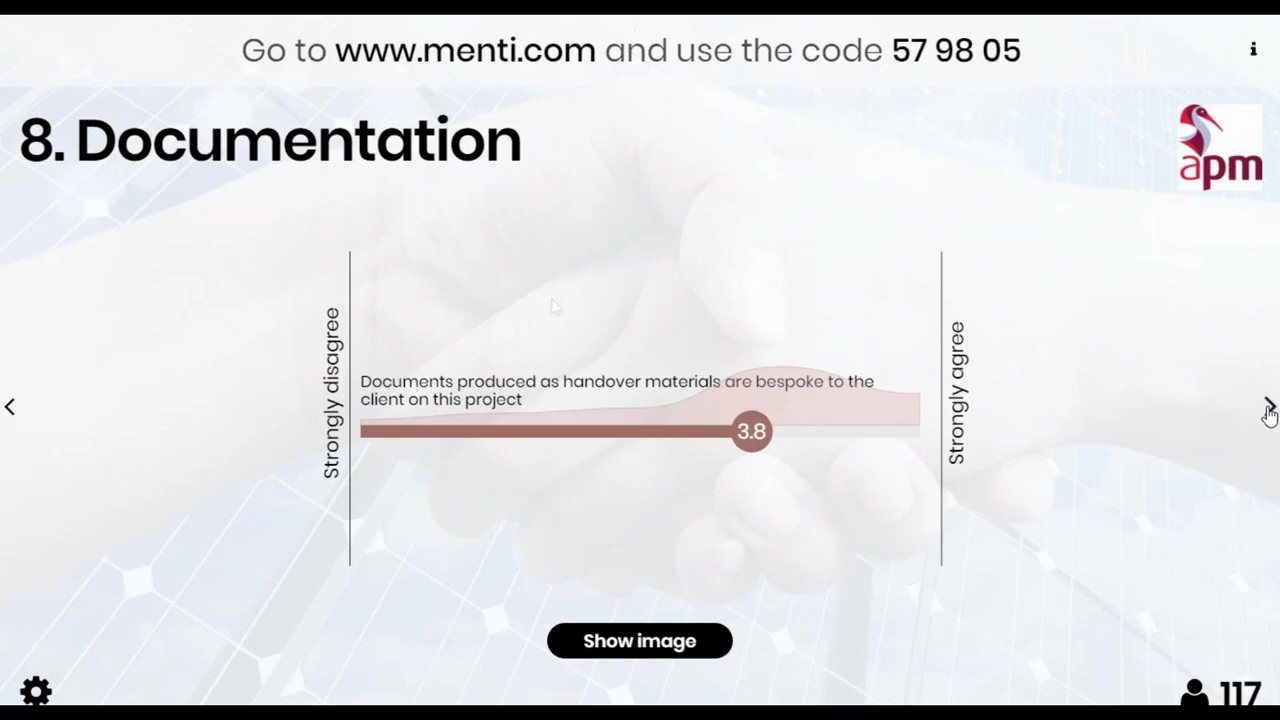 Go to www.menti.com and use the code 57 98 05
i
8. Documentation
apm
Strongly disagree
Documents produced as handover materials are bespoke to the
client on this project
3.8
Strongly agree
Show image
117